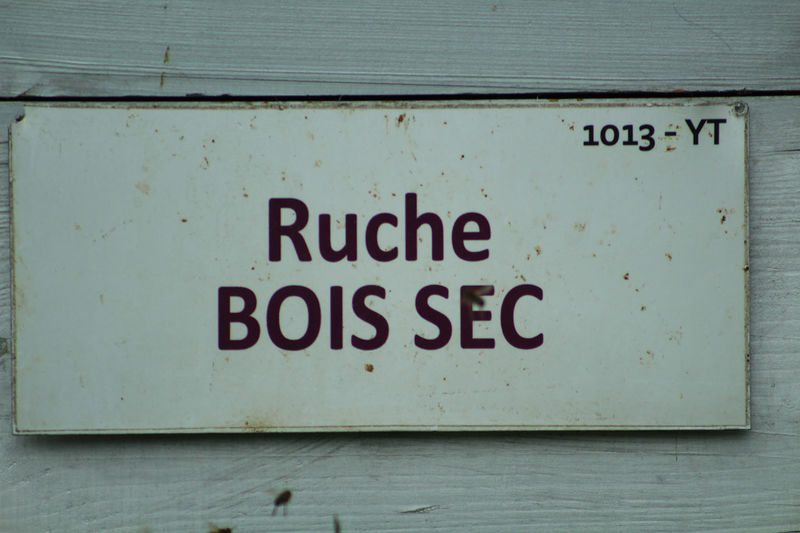 1013 - YT
Ruche
BOIS SEC